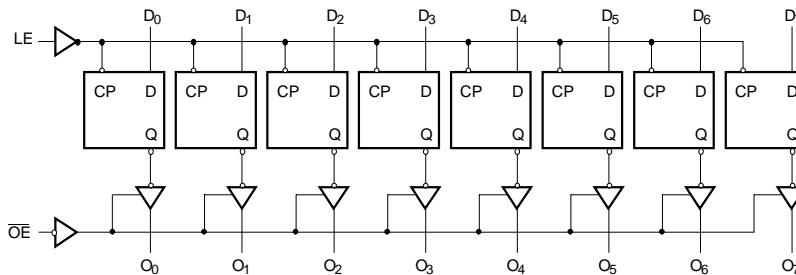 D0 D1 D2 D3 D4 D5 D6
LE
CP D CP D CP D CP D CP D CP D CP D CP
Q Q Q Q Q Q Q Q
OE
O0 O1 O2 O3 O4 O5 O6